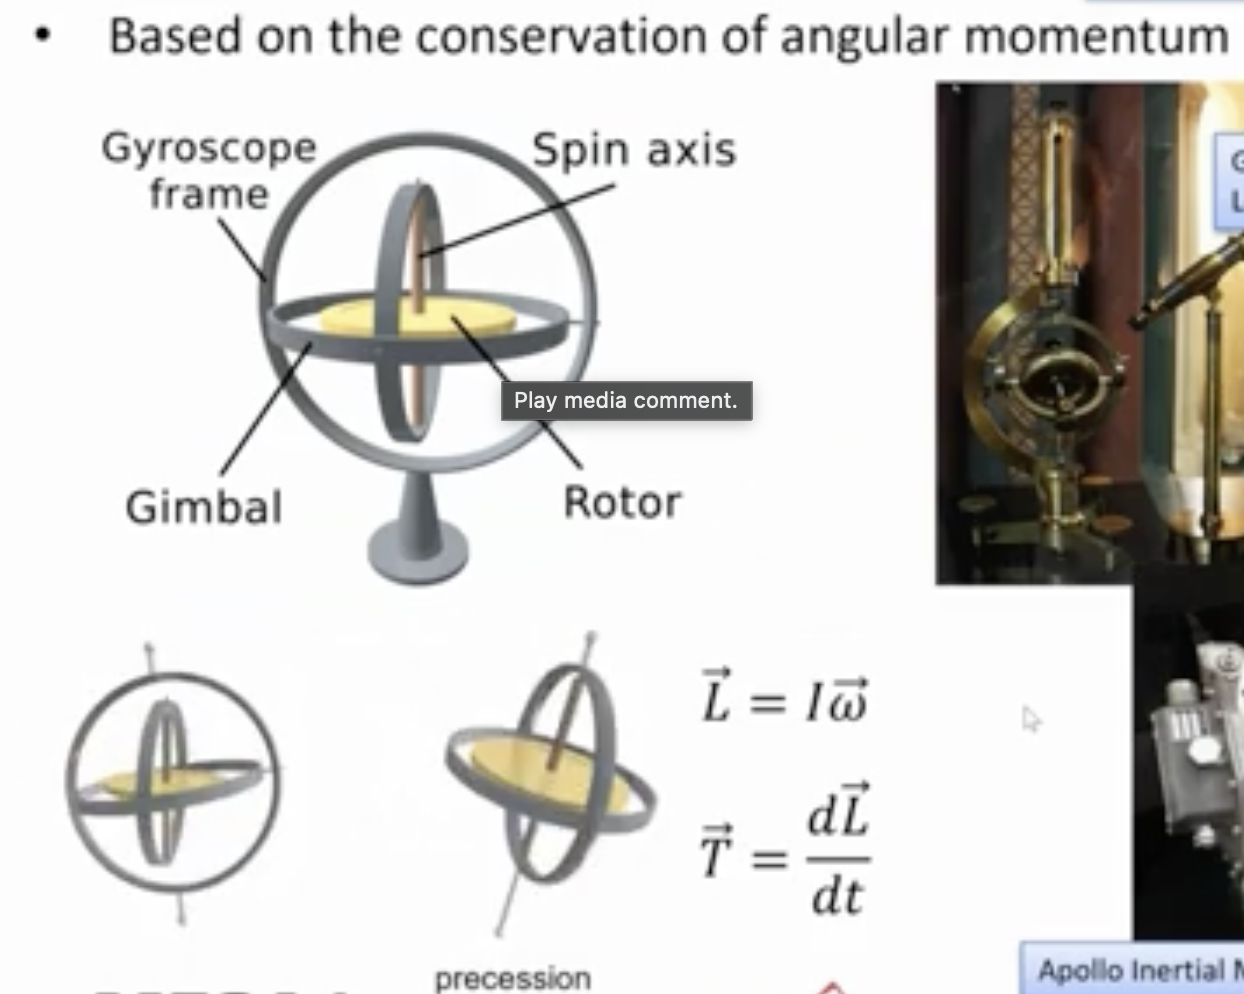 • Based on the conservation of angular momentum
Gyroscope
frame
Spin axis
Play media comment.
Gimbal
Rotor
L⃗ = Iω⃗
T⃗ = dL⃗/dt
precession
Apollo Inertial